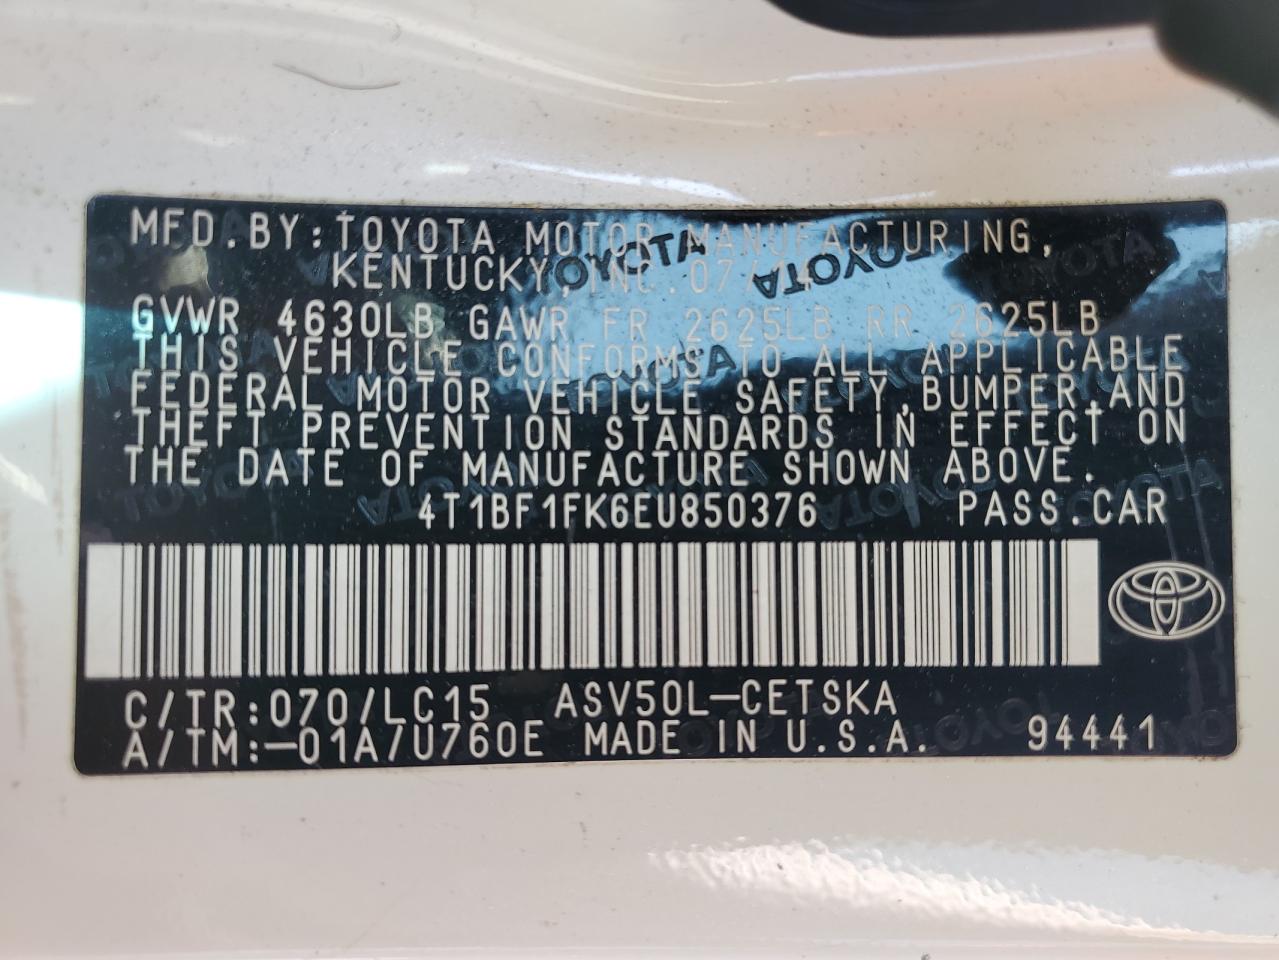 MFD.BY:TOYOTA MOTOR MANUFACTURING,
KENTUCKY,INC. 07/14
GVWR 4630LB GAWR FR 2625LB RR 2625LB
THIS VEHICLE CONFORMS TO ALL APPLICABLE
FEDERAL MOTOR VEHICLE SAFETY,BUMPER,AND
THEFT PREVENTION STANDARDS IN EFFECT ON
THE DATE OF MANUFACTURE SHOWN ABOVE.
4T1BF1FK6EU850376 PASS.CAR
C/TR:070/LC15 ASV50L-CETSKA
A/TM:-01A/U760E MADE IN U.S.A. 94441